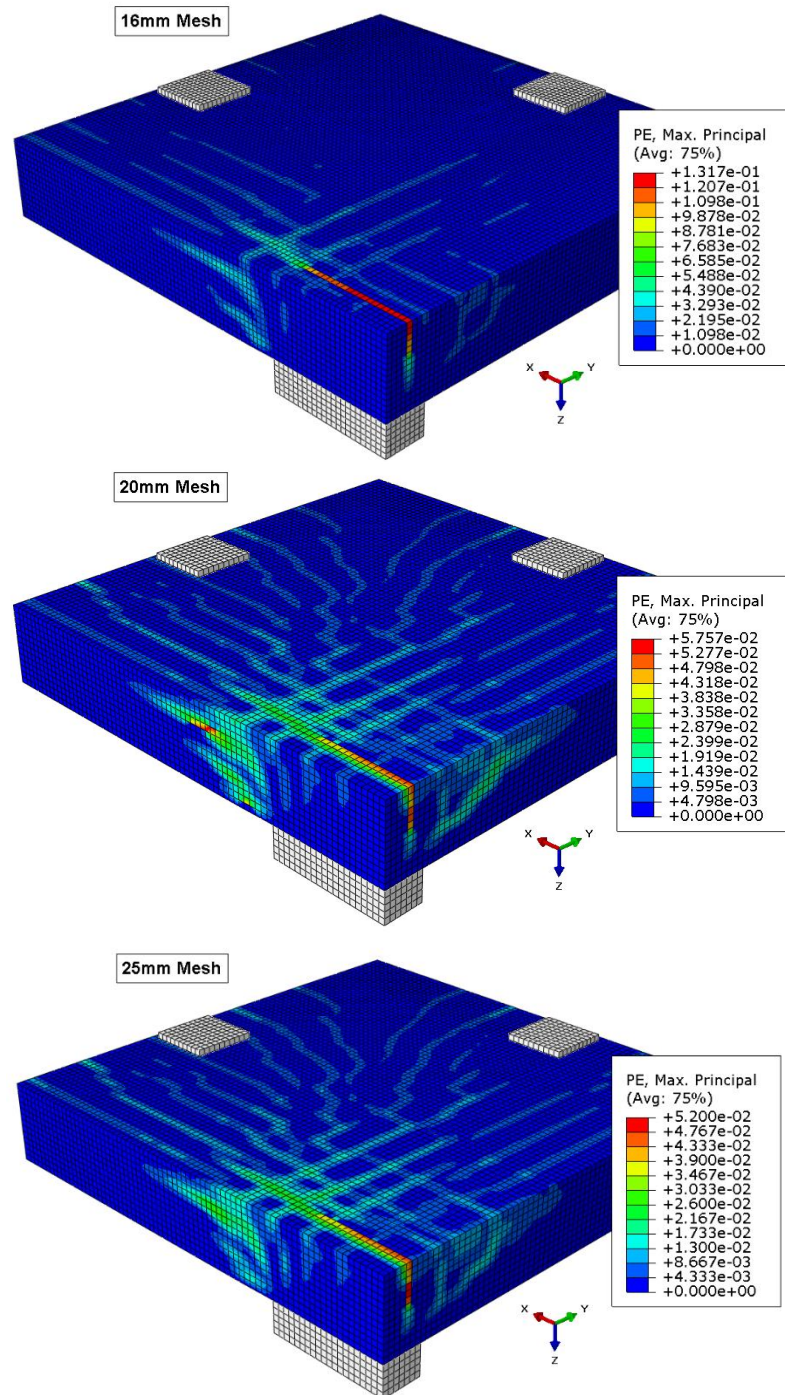 16mm Mesh
PE, Max. Principal
(Avg: 75%)
+1.317e-01
+1.207e-01
+1.098e-01
+9.878e-02
+8.781e-02
+7.683e-02
+6.585e-02
+5.488e-02
+4.390e-02
+3.293e-02
+2.195e-02
+1.098e-02
+0.000e+00
X Y
Z
20mm Mesh
PE, Max. Principal
(Avg: 75%)
+5.757e-02
+5.277e-02
+4.798e-02
+4.318e-02
+3.838e-02
+3.358e-02
+2.879e-02
+2.399e-02
+1.919e-02
+1.439e-02
+9.595e-03
+4.798e-03
+0.000e+00
X Y
Z
25mm Mesh
PE, Max. Principal
(Avg: 75%)
+5.200e-02
+4.767e-02
+4.333e-02
+3.900e-02
+3.467e-02
+3.033e-02
+2.600e-02
+2.167e-02
+1.733e-02
+1.300e-02
+8.667e-03
+4.333e-03
+0.000e+00
X Y
Z